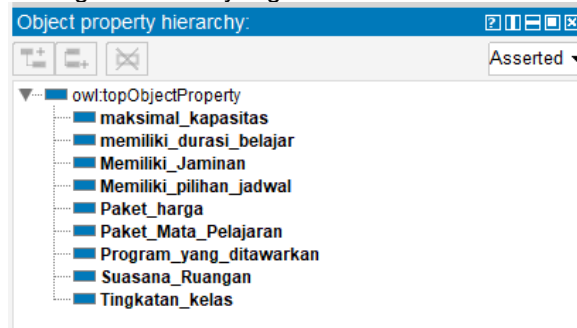 Object property hierarchy:
Asserted
owl:topObjectProperty
maksimal_kapasitas
memiliki_durasi_belajar
Memiliki_Jaminan
Memiliki_pilihan_jadwal
Paket_harga
Paket_Mata_Pelajaran
Program_yang_ditawarkan
Suasana_Ruangan
Tingkatan_kelas